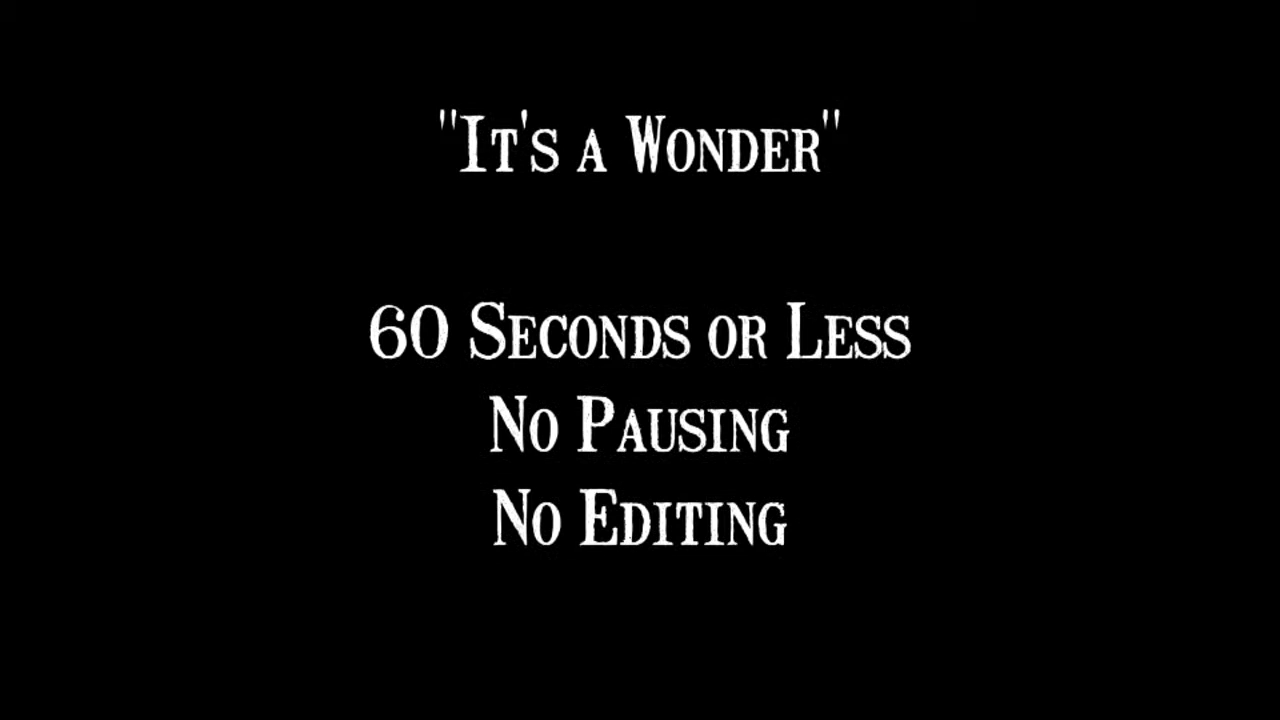 "It's a Wonder"
60 Seconds or Less
No Pausing
No Editing